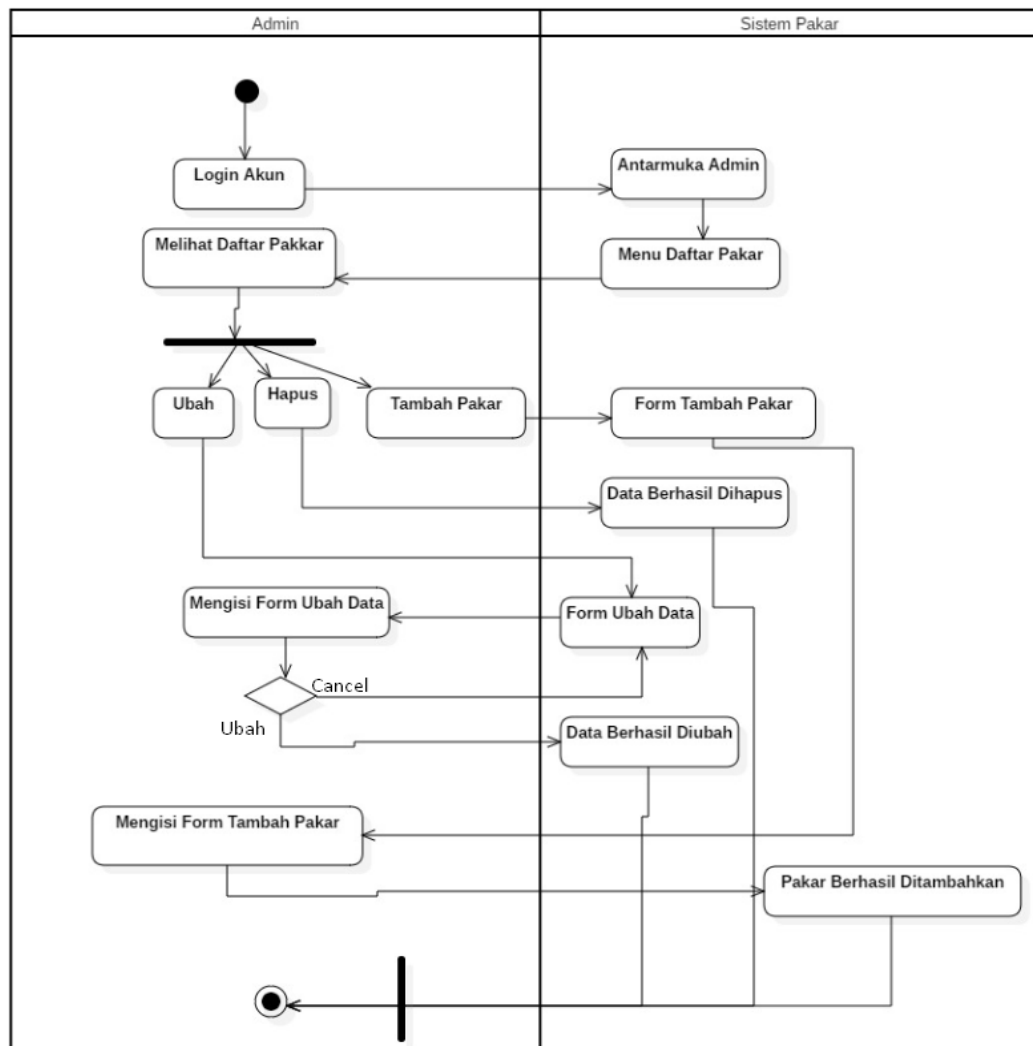 Admin
Sistem Pakar
Login Akun
Antarmuka Admin
Melihat Daftar Pakkar
Menu Daftar Pakar
Ubah
Hapus
Tambah Pakar
Form Tambah Pakar
Data Berhasil Dihapus
Mengisi Form Ubah Data
Form Ubah Data
Cancel
Ubah
Data Berhasil Diubah
Mengisi Form Tambah Pakar
Pakar Berhasil Ditambahkan